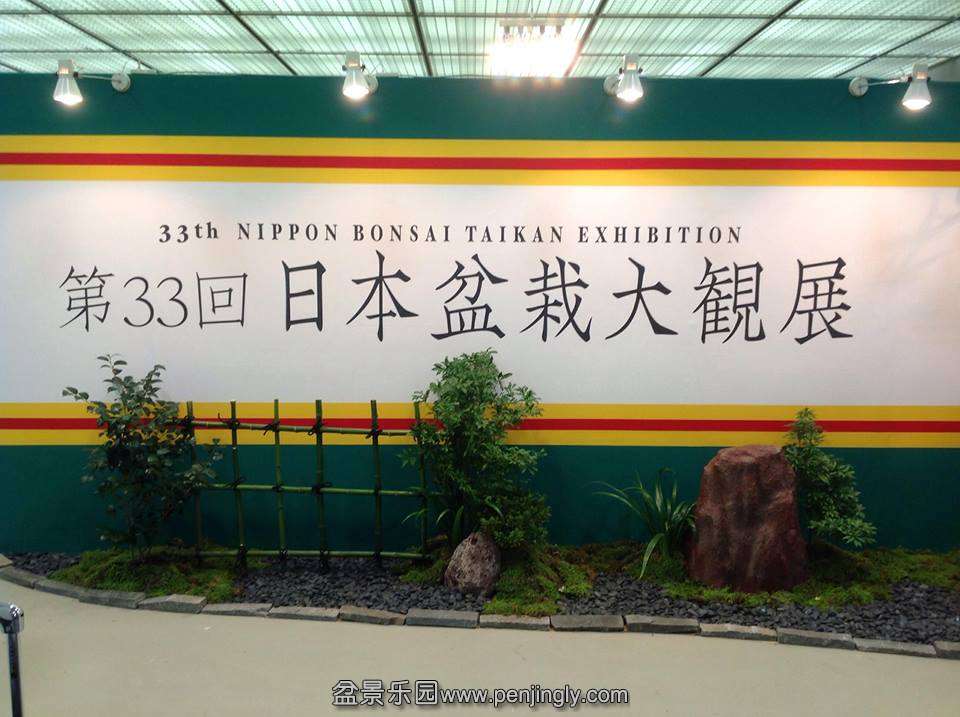 33th NIPPON BONSAI TAIKAN EXHIBITION
第33回 日本盆栽大観展
盆景乐园www.penjingly.com